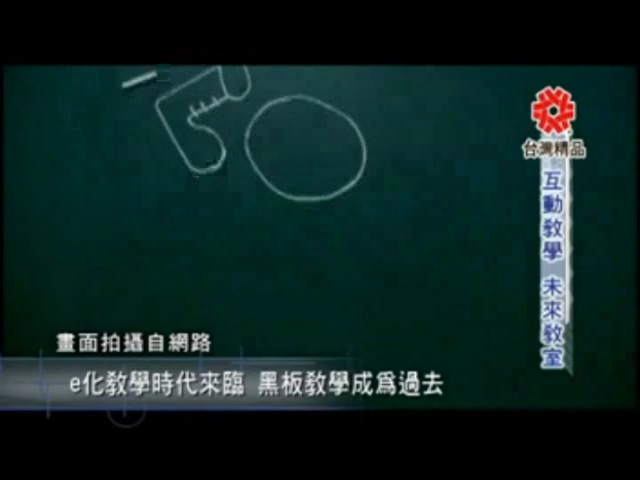 台灣精品
互動教學 未來教室
畫面拍攝自網路
e化教學時代來臨 黑板教學成為過去